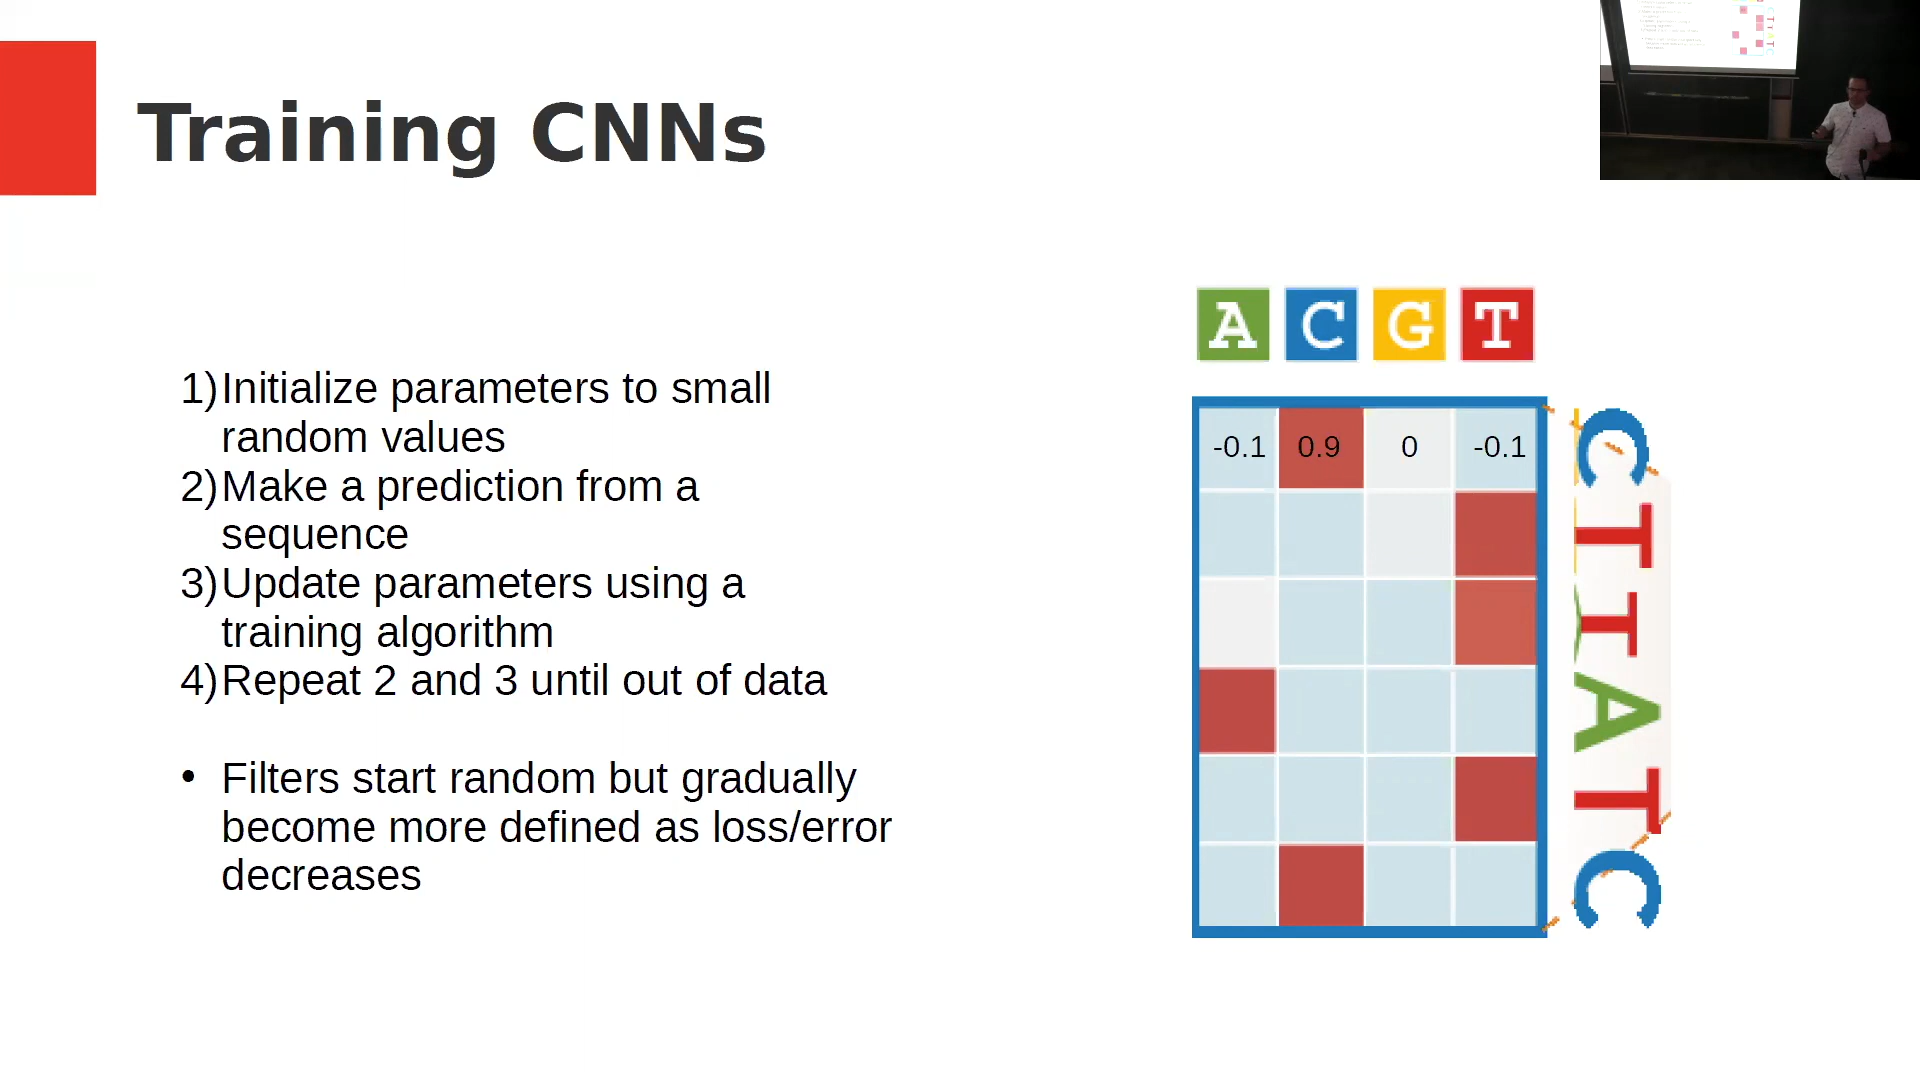 Training CNNs
1)Initialize parameters to small
random values
2)Make a prediction from a
sequence
3)Update parameters using a
training algorithm
4)Repeat 2 and 3 until out of data
• Filters start random but gradually
become more defined as loss/error
decreases
A C G T
-0.1 0.9 0 -0.1
C
T
T
A
T
C